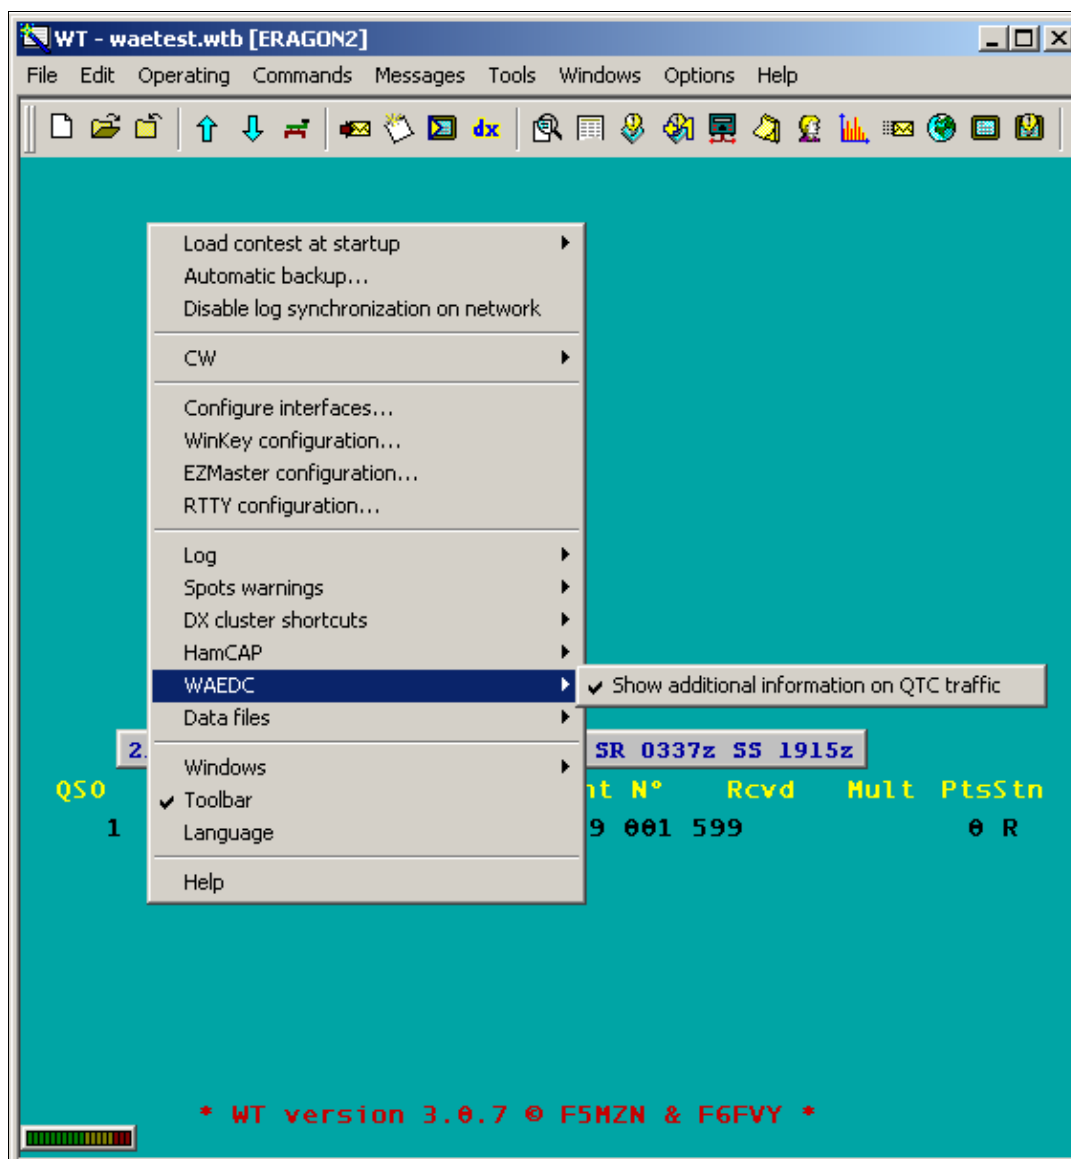 WT - waetest.wtb [ERAGON2]
File Edit Operating Commands Messages Tools Windows Options Help
dx
Load contest at startup
Automatic backup...
Disable log synchronization on network
CW
Configure interfaces...
WinKey configuration...
EZMaster configuration...
RTTY configuration...
Log
Spots warnings
DX cluster shortcuts
HamCAP
WAEDC
Show additional information on QTC traffic
Data files
2. SR 0337z SS 1915z
Windows
QSO nt N° Rcvd Mult PtsStn
Toolbar
1 9 001 599 0 R
Language
Help
* WT version 3.0.7 © F5MZN & F6FVY *